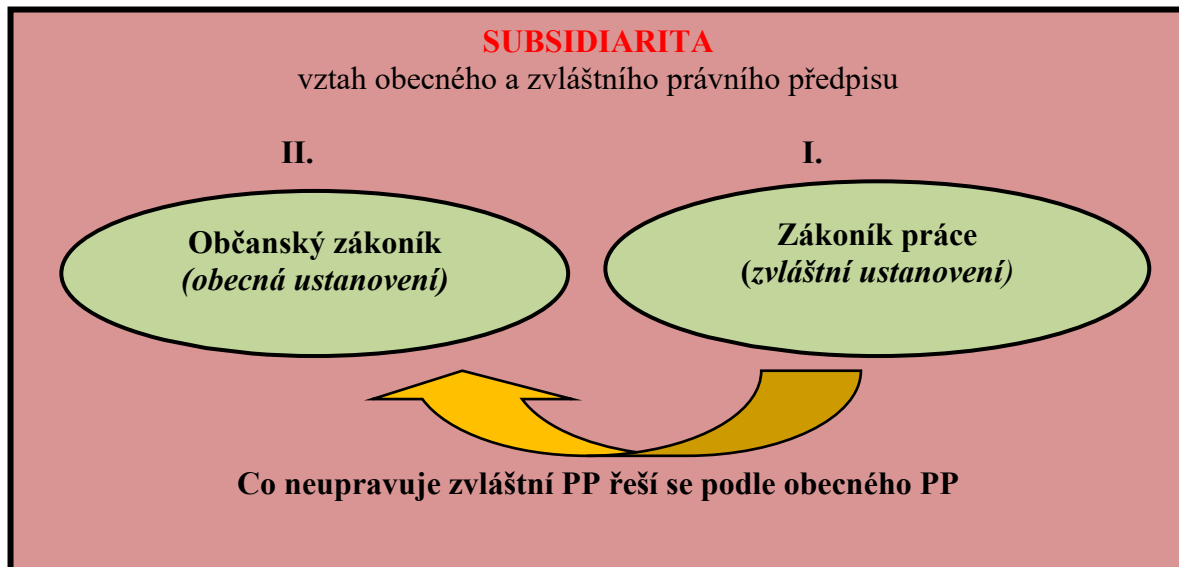 SUBSIDIARITA
vztah obecného a zvláštního právního předpisu
II.
I.
Občanský zákoník
(obecná ustanovení)
Zákoník práce
(zvláštní ustanovení)
Co neupravuje zvláštní PP řeší se podle obecného PP